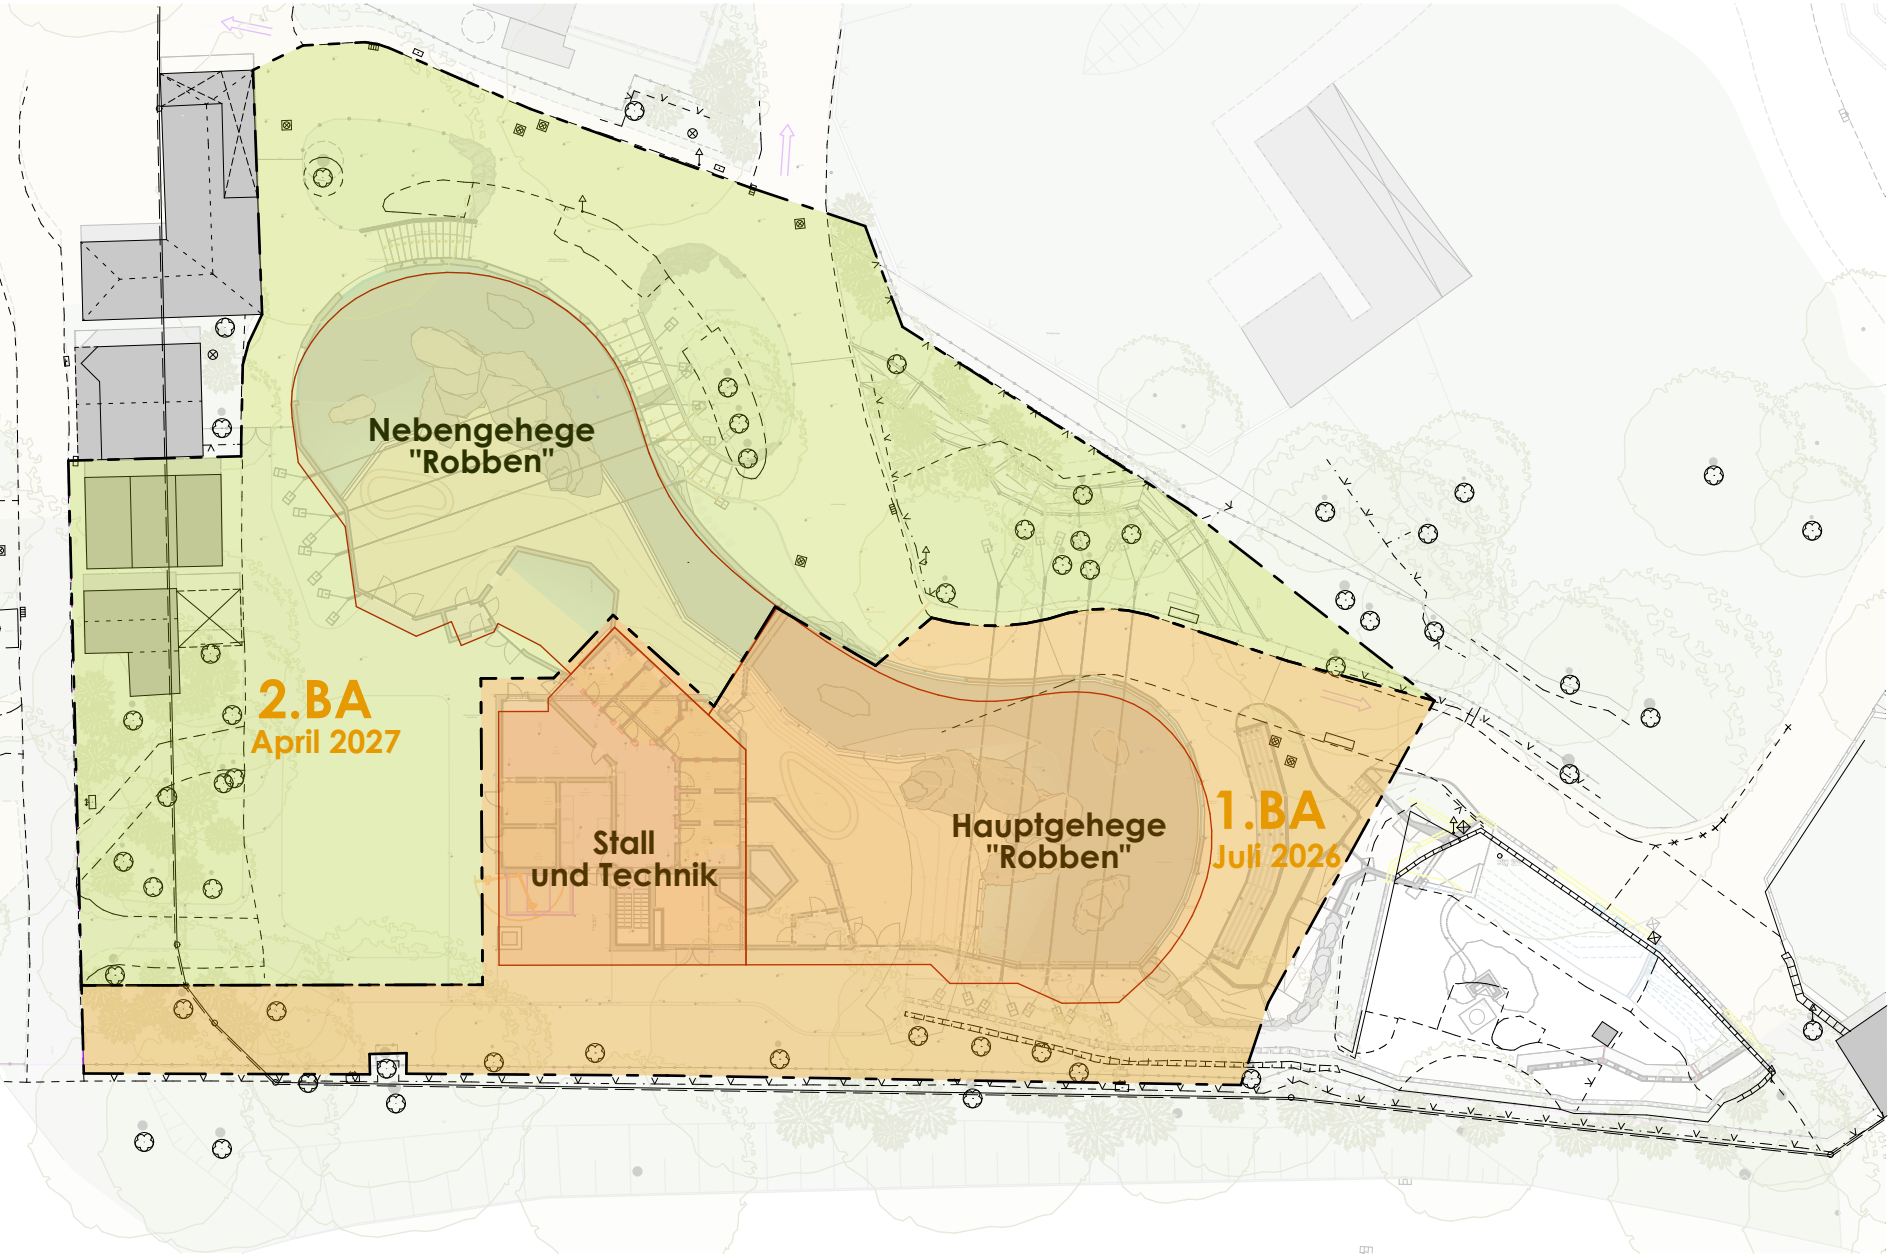 Nebengehege
"Robben"
2.BA
April 2027
Stall
und Technik
Hauptgehege
"Robben"
1.BA
Juli 2026